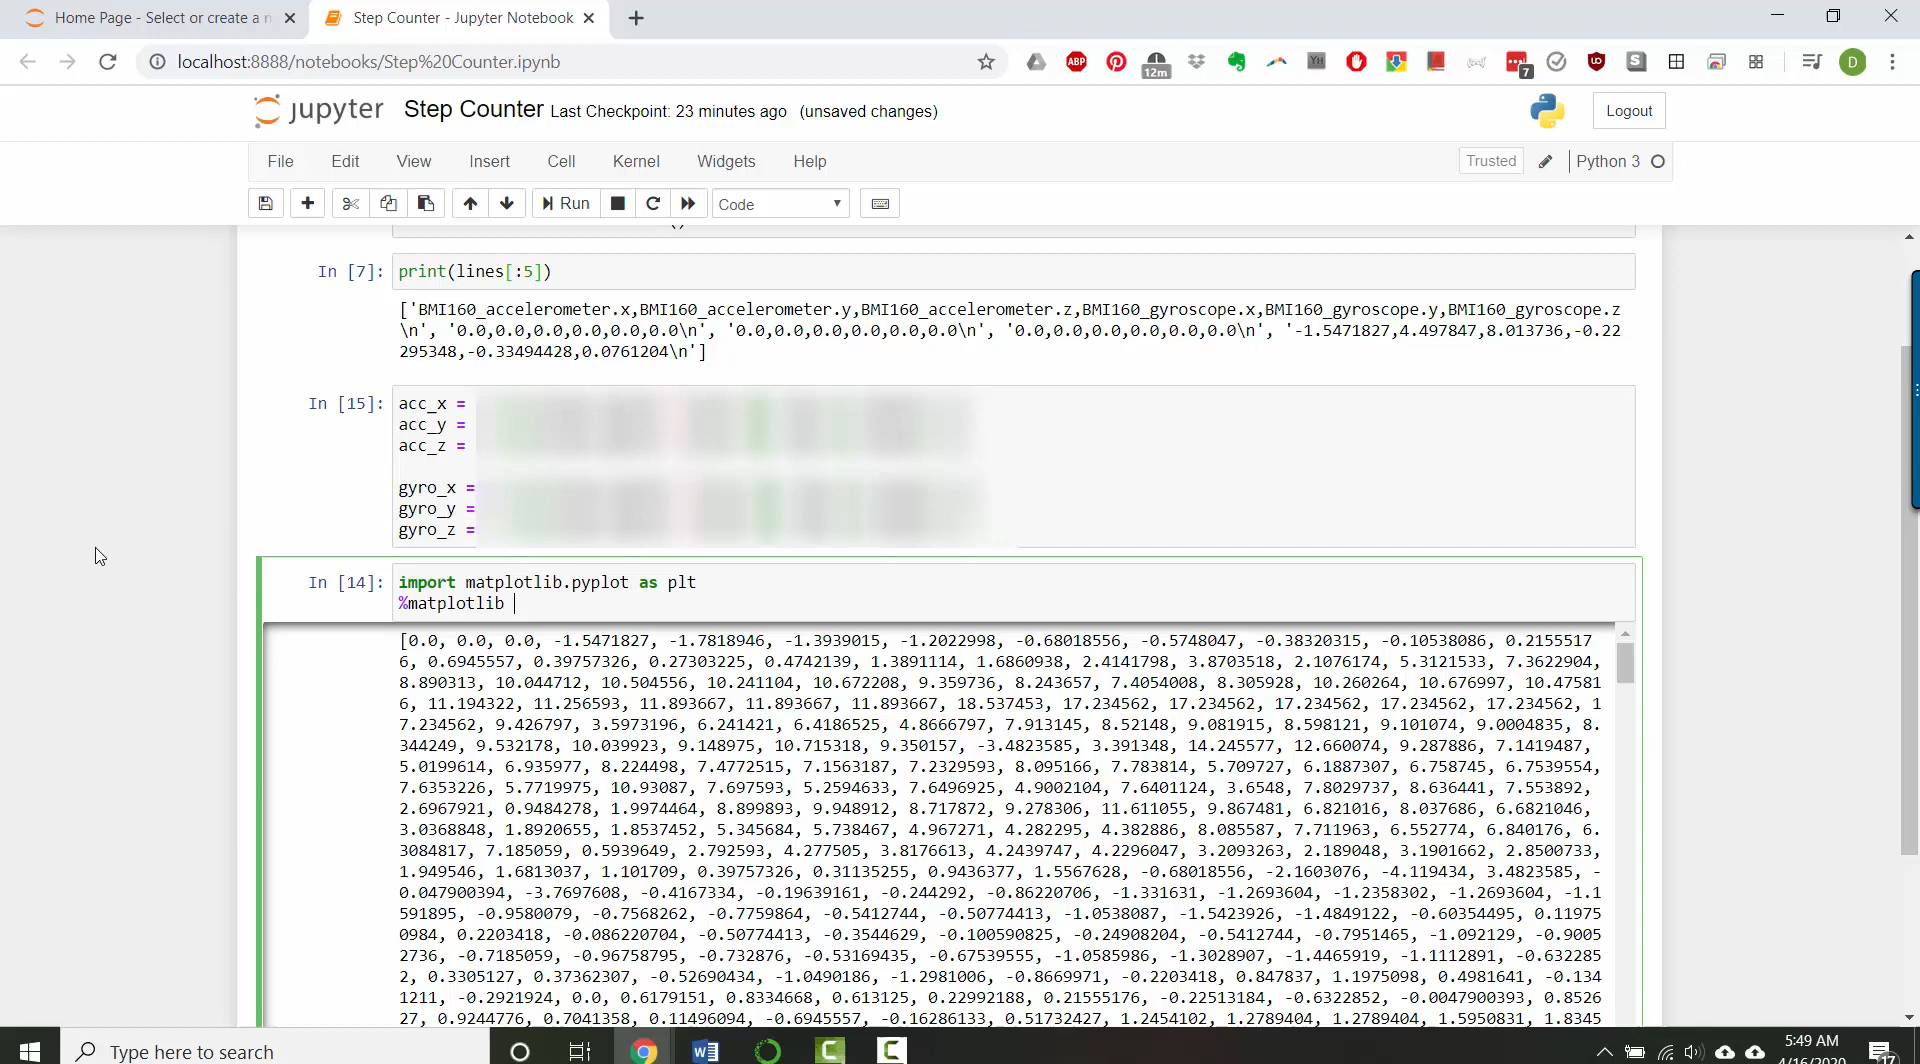 Home Page - Select or create a n
Step Counter - Jupyter Notebook
localhost:8888/notebooks/Step%20Counter.ipynb
ABP
12m
YH
7
D
jupyter Step Counter Last Checkpoint: 23 minutes ago (unsaved changes)
Logout
File Edit View Insert Cell Kernel Widgets Help
Trusted
Python 3
Run
Code
In [7]: print(lines[:5])
['BMI160_accelerometer.x,BMI160_accelerometer.y,BMI160_accelerometer.z,BMI160_gyroscope.x,BMI160_gyroscope.y,BMI160_gyroscope.z
\n', '0.0,0.0,0.0,0.0,0.0,0.0\n', '0.0,0.0,0.0,0.0,0.0,0.0\n', '0.0,0.0,0.0,0.0,0.0,0.0\n', '-1.5471827,4.497847,8.013736,-0.22
295348,-0.33494428,0.0761204\n']
In [15]: acc_x =
acc_y =
acc_z =
gyro_x =
gyro_y =
gyro_z =
In [14]: import matplotlib.pyplot as plt
%matplotlib
[0.0, 0.0, 0.0, -1.5471827, -1.7818946, -1.3939015, -1.2022998, -0.68018556, -0.5748047, -0.38320315, -0.10538086, 0.2155517
6, 0.6945557, 0.39757326, 0.27303225, 0.4742139, 1.3891114, 1.6860938, 2.4141798, 3.8703518, 2.1076174, 5.3121533, 7.3622904,
8.890313, 10.044712, 10.504556, 10.241104, 10.672208, 9.359736, 8.243657, 7.4054008, 8.305928, 10.260264, 10.676997, 10.47581
6, 11.194322, 11.256593, 11.893667, 11.893667, 11.893667, 18.537453, 17.234562, 17.234562, 17.234562, 17.234562, 17.234562, 1
7.234562, 9.426797, 3.5973196, 6.241421, 6.4186525, 4.8666797, 7.913145, 8.52148, 9.081915, 8.598121, 9.101074, 9.0004835, 8.
344249, 9.532178, 10.039923, 9.148975, 10.715318, 9.350157, -3.4823585, 3.391348, 14.245577, 12.660074, 9.287886, 7.1419487,
5.0199614, 6.935977, 8.224498, 7.4772515, 7.1563187, 7.2329593, 8.095166, 7.783814, 5.709727, 6.1887307, 6.758745, 6.7539554,
7.6353226, 5.7719975, 10.93087, 7.697593, 5.2594633, 7.6496925, 4.9002104, 7.6401124, 3.6548, 7.8029737, 8.636441, 7.553892,
2.6967921, 0.9484278, 1.9974464, 8.899893, 9.948912, 8.717872, 9.278306, 11.611055, 9.867481, 6.821016, 8.037686, 6.6821046,
3.0368848, 1.8920655, 1.8537452, 5.345684, 5.738467, 4.967271, 4.282295, 4.382886, 8.085587, 7.711963, 6.552774, 6.840176, 6.
3084817, 7.185059, 0.5939649, 2.792593, 4.277505, 3.8176613, 4.2439747, 4.2296047, 3.2093263, 2.189048, 3.1901662, 2.8500733,
1.949546, 1.6813037, 1.101709, 0.39757326, 0.31135255, 0.9436377, 1.5567628, -0.68018556, -2.1603076, -4.119434, 3.4823585, -
0.047900394, -3.7697608, -0.4167334, -0.19639161, -0.244292, -0.86220706, -1.331631, -1.2693604, -1.2358302, -1.2693604, -1.1
591895, -0.9580079, -0.7568262, -0.7759864, -0.5412744, -0.50774413, -1.0538087, -1.5423926, -1.4849122, -0.60354495, 0.11975
0984, 0.2203418, -0.086220704, -0.50774413, -0.3544629, -0.100590825, -0.24908204, -0.5412744, -0.7951465, -1.092129, -0.9005
2736, -0.7185059, -0.96758795, -0.732876, -0.53169435, -0.67539555, -1.0585986, -1.3028907, -1.4465919, -1.1112891, -0.632285
2, 0.3305127, 0.37362307, -0.52690434, -1.0490186, -1.2981006, -0.8669971, -0.2203418, 0.847837, 1.1975098, 0.4981641, -0.134
1211, -0.2921924, 0.0, 0.6179151, 0.8334668, 0.613125, 0.22992188, 0.21555176, -0.22513184, -0.6322852, -0.0047900393, 0.8526
27, 0.9244776, 0.7041358, 0.11496094, -0.6945557, -0.16286133, 0.51732427, 1.2454102, 1.2789404, 1.2789404, 1.5950831, 1.8345
Type here to search
5:49 AM
4/16/2020
17